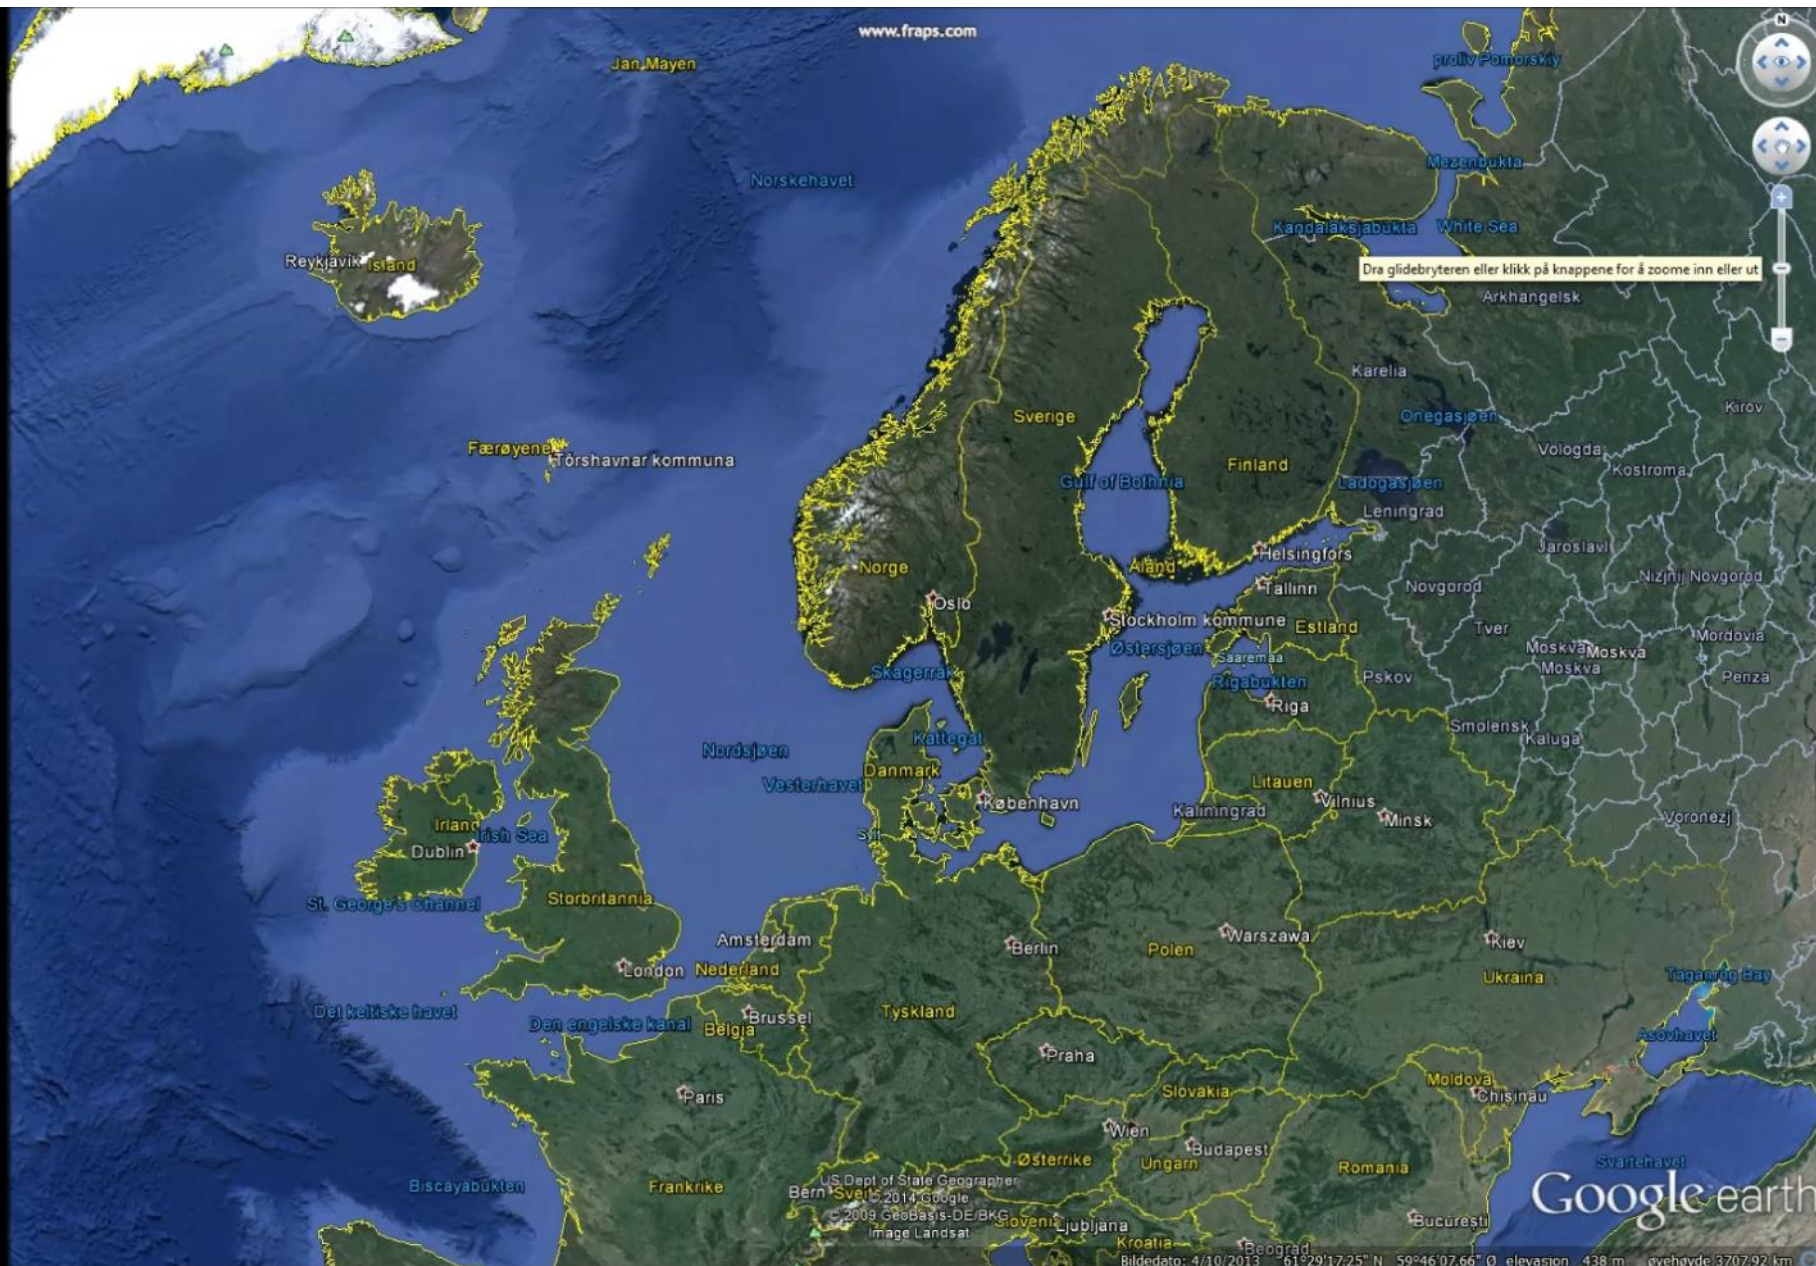 www.fraps.com
N
Jan Mayen
proliv Pomorskiy
Norskehavet
Mezenbukta
Kandalaksjabukta
White Sea
Reykjavik
Island
Dra glidebryteren eller klikk på knappene for å zoome inn eller ut
Arkhangelsk
Karelia
Kirov
Sverige
Onegasjøen
Færøyene
Tórshavnar kommuna
Vologda
Finland
Kostroma
Gulf of Bothnia
Ladogasjøen
Leningrad
Jaroslavl
Helsingfors
Norge
Åland
Nizjnij Novgorod
Tallinn
Novgorod
Oslo
Stockholm kommune
Estland
Tver
Mordovia
Østersjøen
Moskva
Moskva
Saaremaa
Moskva
Skagerrak
Rigabukten
Pskov
Penza
Riga
Smolensk
Kattegat
Kaluga
Nordsjøen
Danmark
Vesterhavet
Litauen
København
Vilnius
Kaliningrad
Minsk
Voronezj
Irland
Irish Sea
Sylt
Dublin
Storbritannia
St. George's Channel
Amsterdam
Berlin
Polen
Warszawa
Kiev
London
Nederland
Ukraina
Taganrog Bay
Det keltiske havet
Den engelske kanal
Belgia
Brussel
Tyskland
Asovhavet
Praha
Moldova
Paris
Slovakia
Chișinău
Wien
Budapest
Østerrike
Ungarn
Romania
Svartehavet
Biscayabukten
Frankrike
US Dept of State Geographer
Bern
Sveits
© 2014 Google
© 2009 GeoBasis-DE/BKG
Image Landsat
Google earth
Slovenia
Ljubljana
București
Kroatia
Beograd
Bildedato: 4/10/2013 61°29'17.25" N 59°46'07.66" Ø elevasjon 438 m øyehøyde 3707.92 km